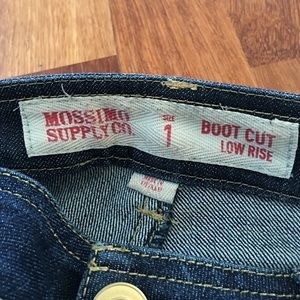 MOSSIMO
SUPPLY CO.
SIZE
1
BOOT CUT
LOW RISE